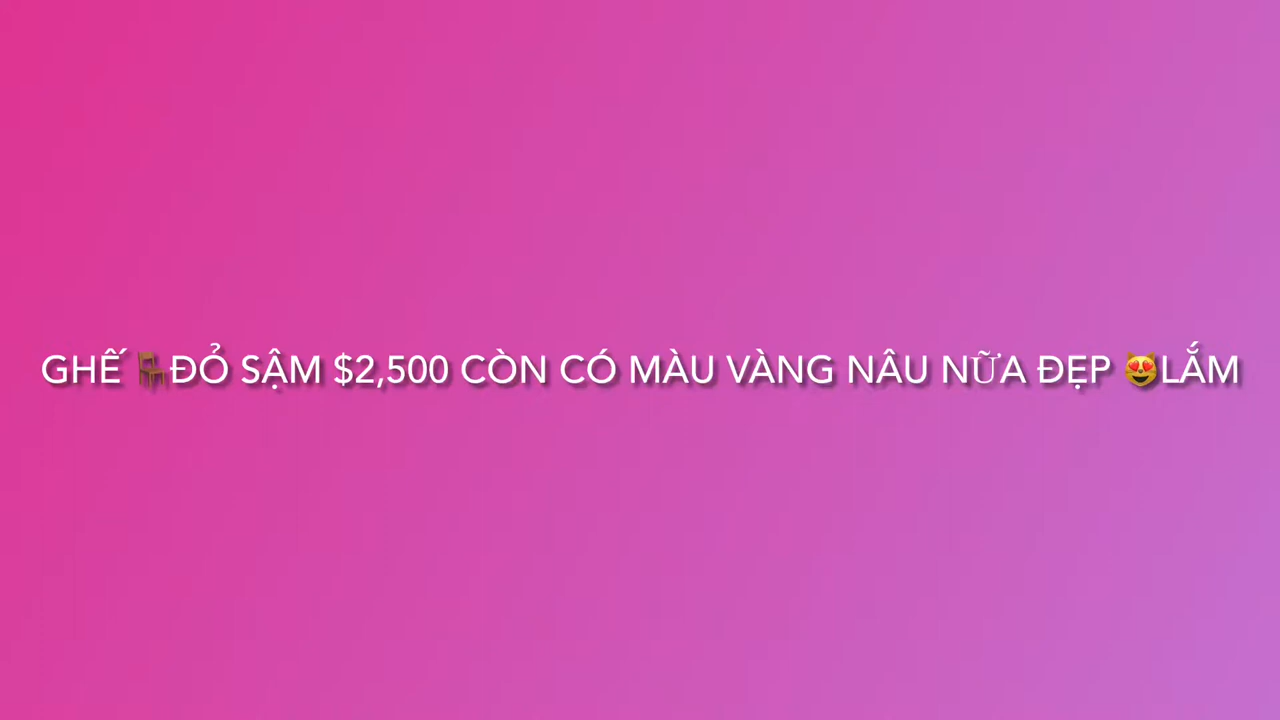 GHẾ 🪑ĐỎ SẬM $2,500 CÒN CÓ MÀU VÀNG NÂU NỮA ĐẸP 😻LẮM